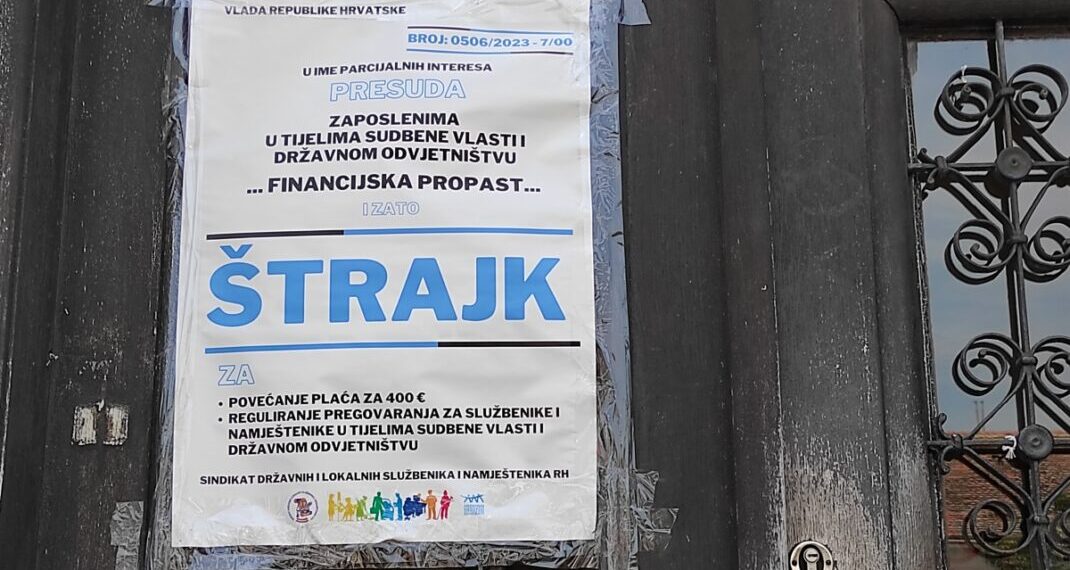 VLADA REPUBLIKE HRVATSKE
BROJ: 0506/2023 - 7/00
U IME PARCIJALNIH INTERESA
PRESUDA
ZAPOSLENIMA
U TIJELIMA SUDBENE VLASTI I
DRŽAVNOM ODVJETNIŠTVU
... FINANCIJSKA PROPAST...
I ZATO
ŠTRAJK
ZA
• POVEĆANJE PLAĆA ZA 400 €
• REGULIRANJE PREGOVARANJA ZA SLUŽBENIKE I
NAMJEŠTENIKE U TIJELIMA SUDBENE VLASTI I
DRŽAVNOM ODVJETNIŠTVU
SINDIKAT DRŽAVNIH I LOKALNIH SLUŽBENIKA I NAMJEŠTENIKA RH